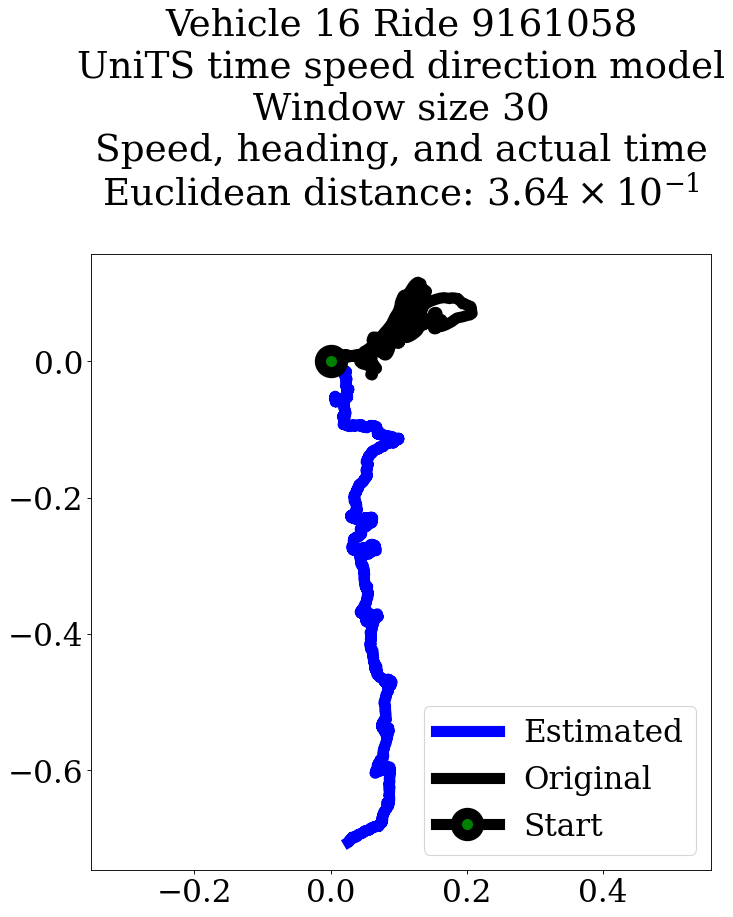 Vehicle 16 Ride 9161058
UniTS time speed direction model
Window size 30
Speed, heading, and actual time
Euclidean distance: 3.64 × 10⁻¹
0.0
−0.2
−0.4
−0.6
Estimated
Original
Start
−0.2
0.0
0.2
0.4